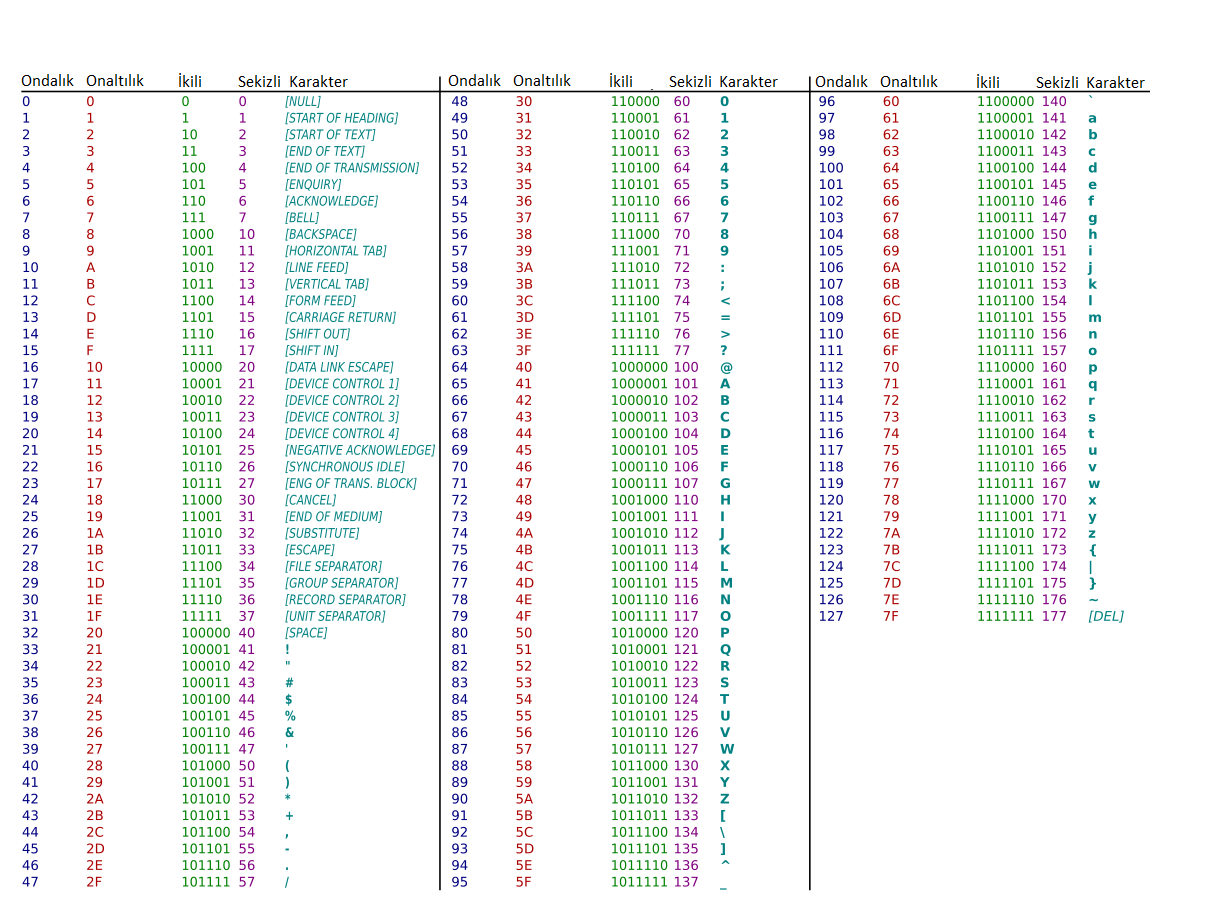 Ondalık Onaltılık İkili Sekizli Karakter Ondalık Onaltılık İkili Sekizli Karakter Ondalık Onaltılık İkili Sekizli Karakter
0 0 0 0 [NULL] 48 30 110000 60 0 96 60 1100000 140 `
1 1 1 1 [START OF HEADING] 49 31 110001 61 1 97 61 1100001 141 a
2 2 10 2 [START OF TEXT] 50 32 110010 62 2 98 62 1100010 142 b
3 3 11 3 [END OF TEXT] 51 33 110011 63 3 99 63 1100011 143 c
4 4 100 4 [END OF TRANSMISSION] 52 34 110100 64 4 100 64 1100100 144 d
5 5 101 5 [ENQUIRY] 53 35 110101 65 5 101 65 1100101 145 e
6 6 110 6 [ACKNOWLEDGE] 54 36 110110 66 6 102 66 1100110 146 f
7 7 111 7 [BELL] 55 37 110111 67 7 103 67 1100111 147 g
8 8 1000 10 [BACKSPACE] 56 38 111000 70 8 104 68 1101000 150 h
9 9 1001 11 [HORIZONTAL TAB] 57 39 111001 71 9 105 69 1101001 151 i
10 A 1010 12 [LINE FEED] 58 3A 111010 72 : 106 6A 1101010 152 j
11 B 1011 13 [VERTICAL TAB] 59 3B 111011 73 ; 107 6B 1101011 153 k
12 C 1100 14 [FORM FEED] 60 3C 111100 74 < 108 6C 1101100 154 l
13 D 1101 15 [CARRIAGE RETURN] 61 3D 111101 75 = 109 6D 1101101 155 m
14 E 1110 16 [SHIFT OUT] 62 3E 111110 76 > 110 6E 1101110 156 n
15 F 1111 17 [SHIFT IN] 63 3F 111111 77 ? 111 6F 1101111 157 o
16 10 10000 20 [DATA LINK ESCAPE] 64 40 1000000 100 @ 112 70 1110000 160 p
17 11 10001 21 [DEVICE CONTROL 1] 65 41 1000001 101 A 113 71 1110001 161 q
18 12 10010 22 [DEVICE CONTROL 2] 66 42 1000010 102 B 114 72 1110010 162 r
19 13 10011 23 [DEVICE CONTROL 3] 67 43 1000011 103 C 115 73 1110011 163 s
20 14 10100 24 [DEVICE CONTROL 4] 68 44 1000100 104 D 116 74 1110100 164 t
21 15 10101 25 [NEGATIVE ACKNOWLEDGE] 69 45 1000101 105 E 117 75 1110101 165 u
22 16 10110 26 [SYNCHRONOUS IDLE] 70 46 1000110 106 F 118 76 1110110 166 v
23 17 10111 27 [ENG OF TRANS. BLOCK] 71 47 1000111 107 G 119 77 1110111 167 w
24 18 11000 30 [CANCEL] 72 48 1001000 110 H 120 78 1111000 170 x
25 19 11001 31 [END OF MEDIUM] 73 49 1001001 111 I 121 79 1111001 171 y
26 1A 11010 32 [SUBSTITUTE] 74 4A 1001010 112 J 122 7A 1111010 172 z
27 1B 11011 33 [ESCAPE] 75 4B 1001011 113 K 123 7B 1111011 173 {
28 1C 11100 34 [FILE SEPARATOR] 76 4C 1001100 114 L 124 7C 1111100 174 |
29 1D 11101 35 [GROUP SEPARATOR] 77 4D 1001101 115 M 125 7D 1111101 175 }
30 1E 11110 36 [RECORD SEPARATOR] 78 4E 1001110 116 N 126 7E 1111110 176 ~
31 1F 11111 37 [UNIT SEPARATOR] 79 4F 1001111 117 O 127 7F 1111111 177 [DEL]
32 20 100000 40 [SPACE] 80 50 1010000 120 P
33 21 100001 41 ! 81 51 1010001 121 Q
34 22 100010 42 " 82 52 1010010 122 R
35 23 100011 43 # 83 53 1010011 123 S
36 24 100100 44 $ 84 54 1010100 124 T
37 25 100101 45 % 85 55 1010101 125 U
38 26 100110 46 & 86 56 1010110 126 V
39 27 100111 47 ' 87 57 1010111 127 W
40 28 101000 50 ( 88 58 1011000 130 X
41 29 101001 51 ) 89 59 1011001 131 Y
42 2A 101010 52 * 90 5A 1011010 132 Z
43 2B 101011 53 + 91 5B 1011011 133 [
44 2C 101100 54 , 92 5C 1011100 134 \
45 2D 101101 55 - 93 5D 1011101 135 ]
46 2E 101110 56 . 94 5E 1011110 136 ^
47 2F 101111 57 / 95 5F 1011111 137 _